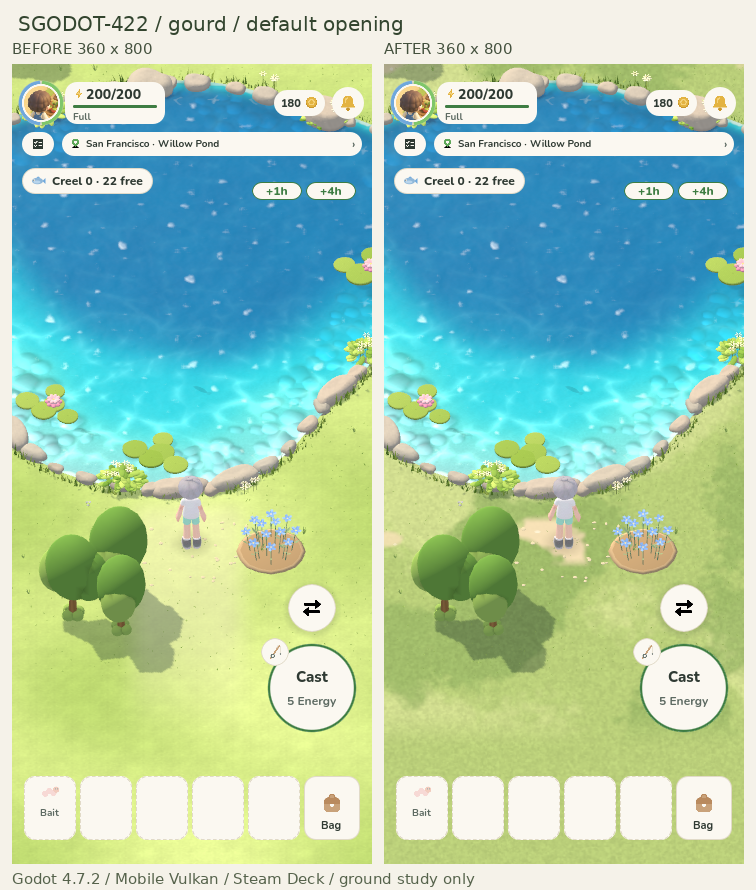 SGODOT-422 / gourd / default opening
BEFORE 360 x 800
AFTER 360 x 800
200/200
Full
180
San Francisco · Willow Pond ›
Creel 0 · 22 free
+1h
+4h
Cast
5 Energy
Bait
Bag
200/200
Full
180
San Francisco · Willow Pond ›
Creel 0 · 22 free
+1h
+4h
Cast
5 Energy
Bait
Bag
Godot 4.7.2 / Mobile Vulkan / Steam Deck / ground study only